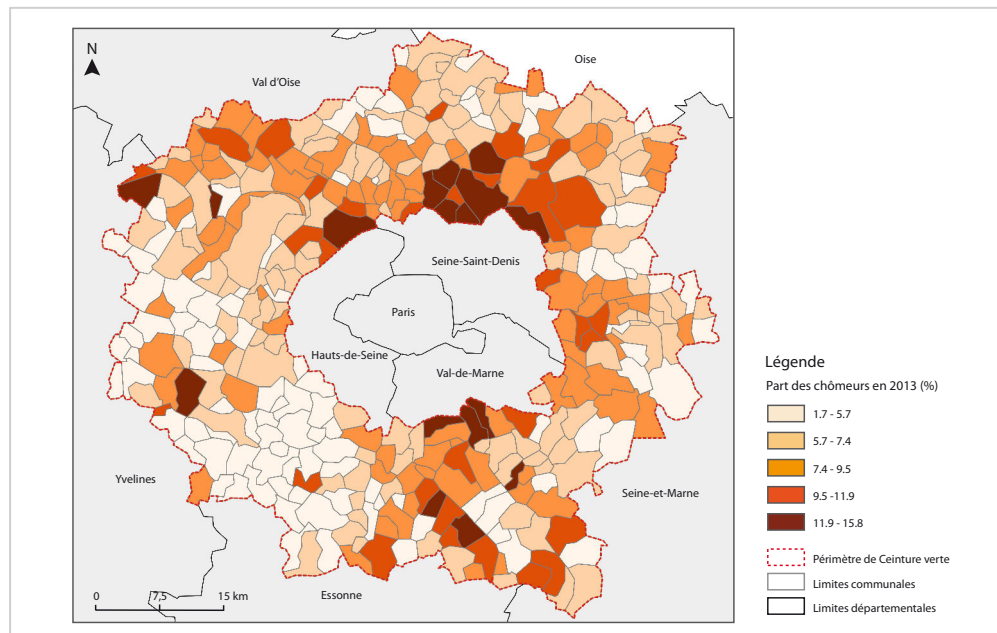 N
Oise
Val d'Oise
Seine-Saint-Denis
Paris
Hauts-de-Seine
Val-de-Marne
Yvelines
Seine-et-Marne
Essonne
0 7,5 15 km
Légende
Part des chômeurs en 2013 (%)
1.7 - 5.7
5.7 - 7.4
7.4 - 9.5
9.5 -11.9
11.9 - 15.8
Périmètre de Ceinture verte
Limites communales
Limites départementales